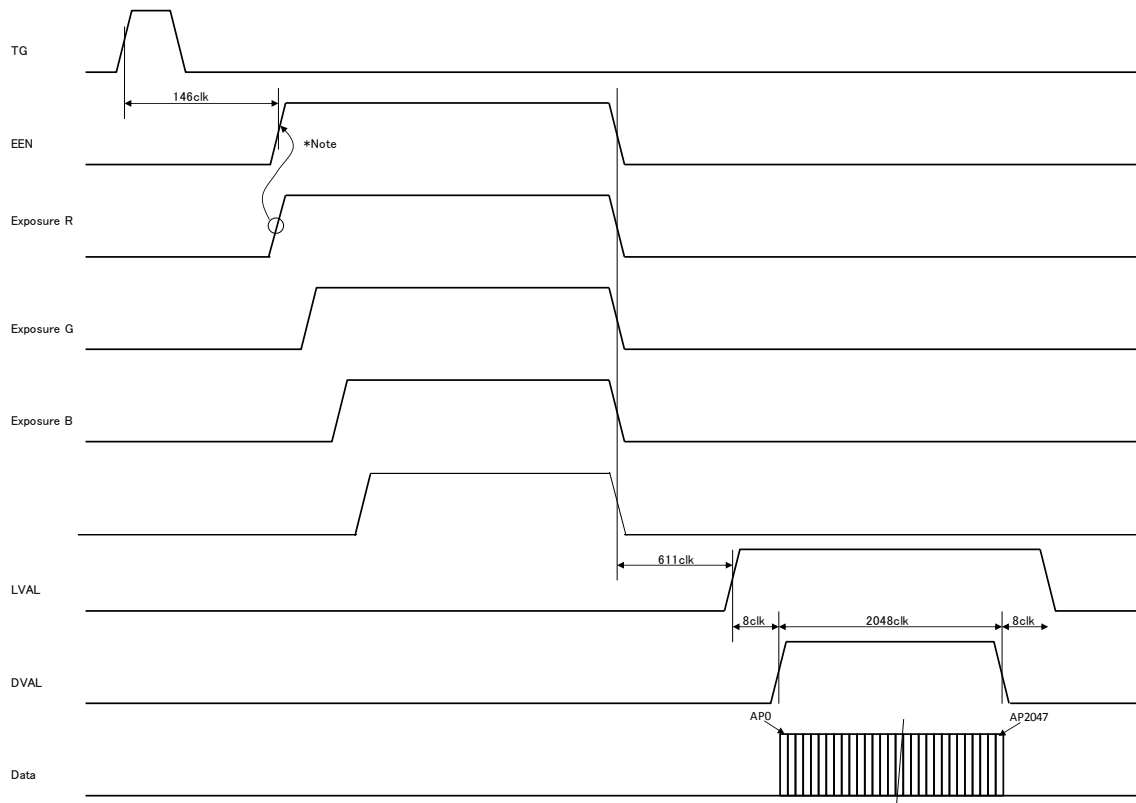 TG
146clk
EEN
*Note
Exposure R
Exposure G
Exposure B
611clk
LVAL
8clk
2048clk
8clk
DVAL
AP0
AP2047
Data